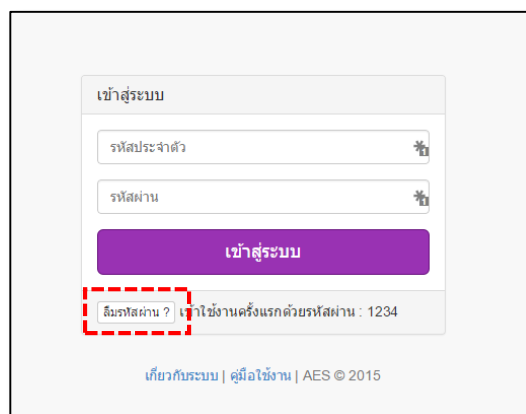 เข้าสู่ระบบ
รหัสประจำตัว
รหัสผ่าน
เข้าสู่ระบบ
ลืมรหัสผ่าน ? เข้าใช้งานครั้งแรกด้วยรหัสผ่าน : 1234
เกี่ยวกับระบบ | คู่มือใช้งาน | AES © 2015